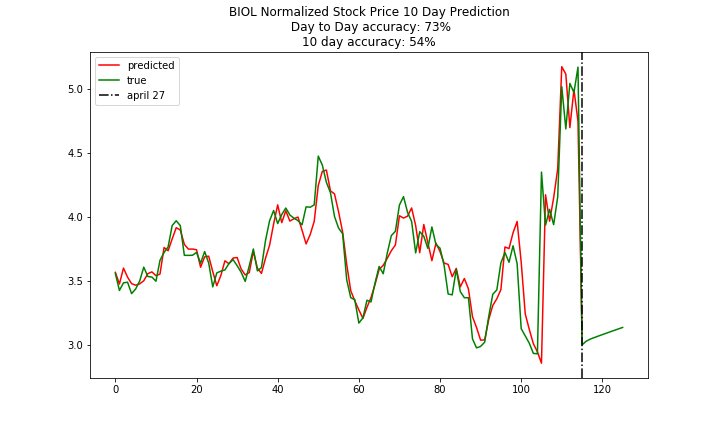 BIOL Normalized Stock Price 10 Day Prediction
Day to Day accuracy: 73%
10 day accuracy: 54%
predicted
true
april 27
5.0
4.5
4.0
3.5
3.0
0
20
40
60
80
100
120